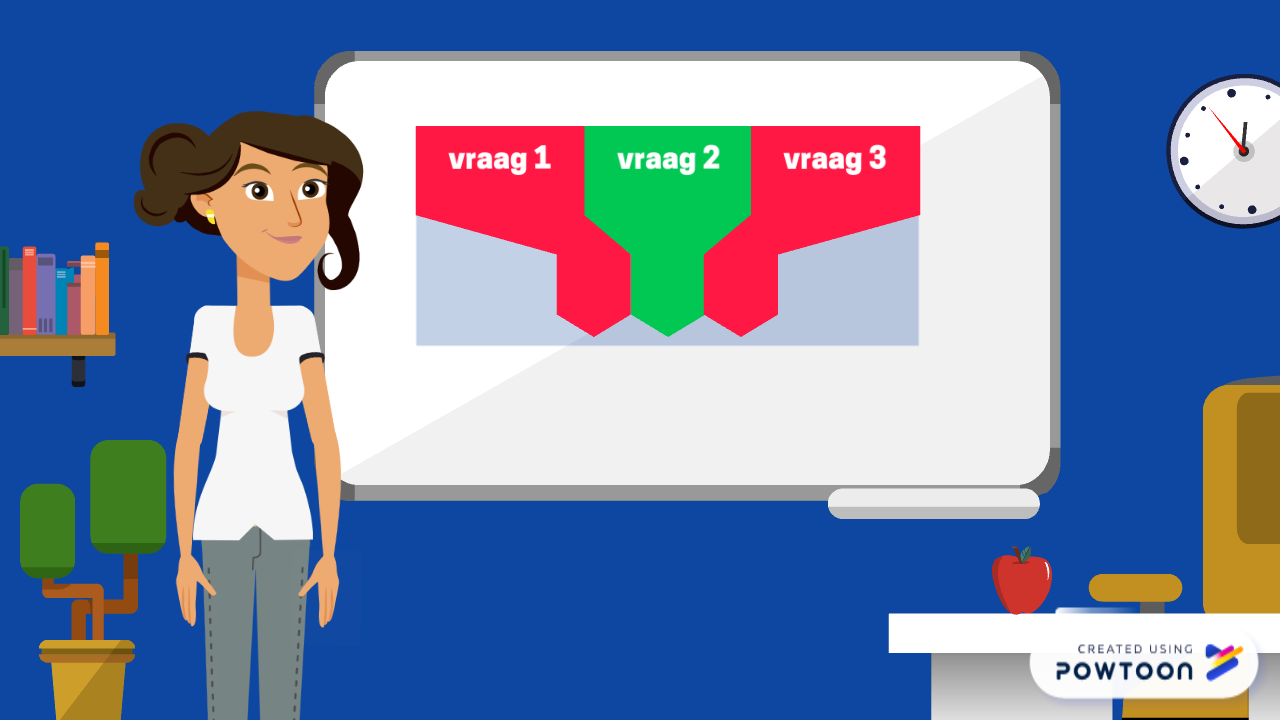 vraag 1
vraag 2
vraag 3
CREATED USING
POWTOON